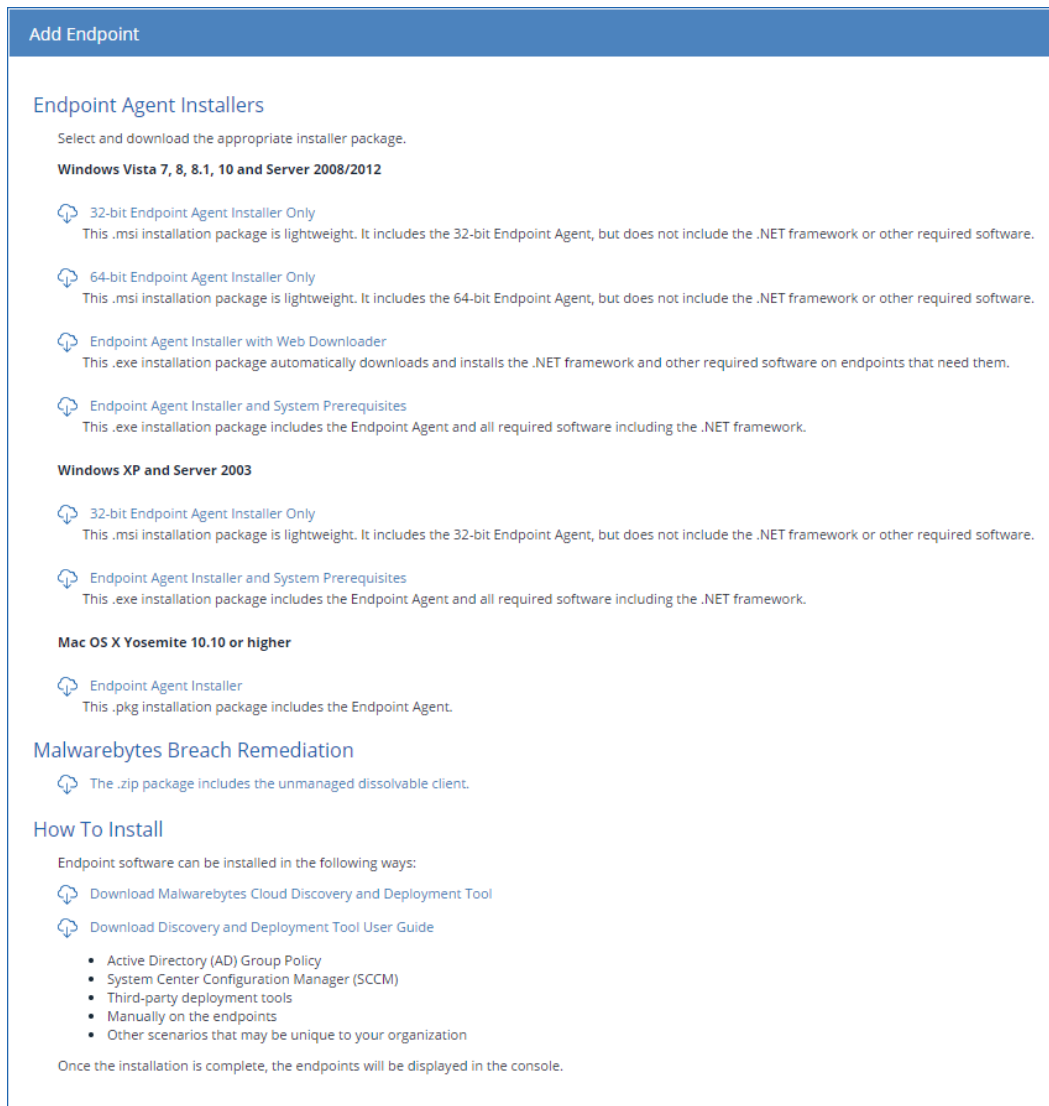 Add Endpoint
Endpoint Agent Installers
Select and download the appropriate installer package.
Windows Vista 7, 8, 8.1, 10 and Server 2008/2012
32-bit Endpoint Agent Installer Only
This .msi installation package is lightweight. It includes the 32-bit Endpoint Agent, but does not include the .NET framework or other required software.
64-bit Endpoint Agent Installer Only
This .msi installation package is lightweight. It includes the 64-bit Endpoint Agent, but does not include the .NET framework or other required software.
Endpoint Agent Installer with Web Downloader
This .exe installation package automatically downloads and installs the .NET framework and other required software on endpoints that need them.
Endpoint Agent Installer and System Prerequisites
This .exe installation package includes the Endpoint Agent and all required software including the .NET framework.
Windows XP and Server 2003
32-bit Endpoint Agent Installer Only
This .msi installation package is lightweight. It includes the 32-bit Endpoint Agent, but does not include the .NET framework or other required software.
Endpoint Agent Installer and System Prerequisites
This .exe installation package includes the Endpoint Agent and all required software including the .NET framework.
Mac OS X Yosemite 10.10 or higher
Endpoint Agent Installer
This .pkg installation package includes the Endpoint Agent.
Malwarebytes Breach Remediation
The .zip package includes the unmanaged dissolvable client.
How To Install
Endpoint software can be installed in the following ways:
Download Malwarebytes Cloud Discovery and Deployment Tool
Download Discovery and Deployment Tool User Guide
• Active Directory (AD) Group Policy
• System Center Configuration Manager (SCCM)
• Third-party deployment tools
• Manually on the endpoints
• Other scenarios that may be unique to your organization
Once the installation is complete, the endpoints will be displayed in the console.